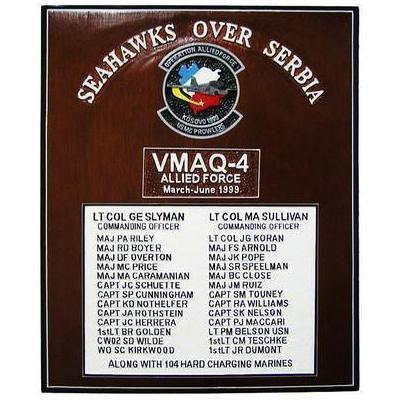 SEAHAWKS OVER SERBIA
OPERATION ALLIED FORCE
KOSOVO 1999
USMC PROWLERS
VMAQ-4
ALLIED FORCE
March-June 1999
LT COL GE SLYMAN
COMMANDING OFFICER
MAJ PA RILEY
MAJ RD BOYER
MAJ DF OVERTON
MAJ MC PRICE
MAJ MA CARAMANIAN
CAPT JC SCHUETTE
CAPT SP CUNNINGHAM
CAPT KD NOTHELFER
CAPT JA ROTHSTEIN
CAPT JC HERRERA
1stLT BR GOLDEN
CW02 SD WILDE
WO SC KIRKWOOD
LT COL MA SULLIVAN
COMMANDING OFFICER
LT COL JG KORAN
MAJ FS ARNOLD
MAJ JK POPE
MAJ SR SPEELMAN
MAJ BC CLOSE
MAJ JM RUIZ
CAPT SM TOUNEY
CAPT RA WILLIAMS
CAPT SK NELSON
CAPT PJ MACCARI
LT PM BELSON USN
1stLT CM TESCHKE
1stLT JR DUMONT
ALONG WITH 104 HARD CHARGING MARINES